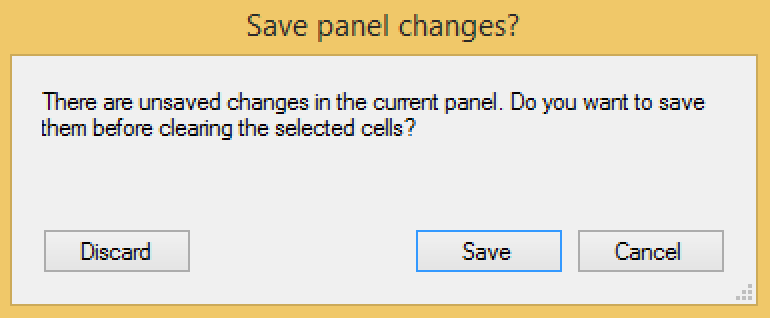 Save panel changes?
There are unsaved changes in the current panel. Do you want to save
them before clearing the selected cells?
Discard Save Cancel